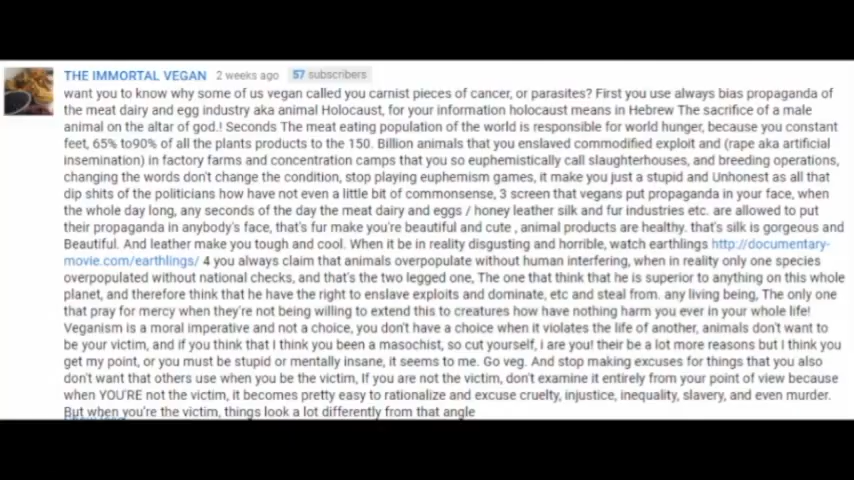 THE IMMORTAL VEGAN 2 weeks ago 57 subscribers
want you to know why some of us vegan called you carnist pieces of cancer, or parasites? First you use always bias propaganda of
the meat dairy and egg industry aka animal Holocaust, for your information holocaust means in Hebrew The sacrifice of a male
animal on the altar of god.! Seconds The meat eating population of the world is responsible for world hunger, because you constant
feet, 65% to90% of all the plants products to the 150. Billion animals that you enslaved commodified exploit and (rape aka artificial
insemination) in factory farms and concentration camps that you so euphemistically call slaughterhouses, and breeding operations,
changing the words don't change the condition, stop playing euphemism games, it make you just a stupid and Unhonest as all that
dip shits of the politicians how have not even a little bit of commonsense, 3 screen that vegans put propaganda in your face, when
the whole day long, any seconds of the day the meat dairy and eggs / honey leather silk and fur industries etc. are allowed to put
their propaganda in anybody's face, that's fur make you're beautiful and cute , animal products are healthy. that's silk is gorgeous and
Beautiful. And leather make you tough and cool. When it be in reality disgusting and horrible, watch earthlings http://documentary-
movie.com/earthlings/ 4 you always claim that animals overpopulate without human interfering, when in reality only one species
overpopulated without national checks, and that's the two legged one, The one that think that he is superior to anything on this whole
planet, and therefore think that he have the right to enslave exploits and dominate, etc and steal from. any living being, The only one
that pray for mercy when they're not being willing to extend this to creatures how have nothing harm you ever in your whole life!
Veganism is a moral imperative and not a choice, you don't have a choice when it violates the life of another, animals don't want to
be your victim, and if you think that I think you been a masochist, so cut yourself, i are you! their be a lot more reasons but I think you
get my point, or you must be stupid or mentally insane, it seems to me. Go veg. And stop making excuses for things that you also
don't want that others use when you be the victim, If you are not the victim, don't examine it entirely from your point of view because
when YOU'RE not the victim, it becomes pretty easy to rationalize and excuse cruelty, injustice, inequality, slavery, and even murder.
But when you're the victim, things look a lot differently from that angle